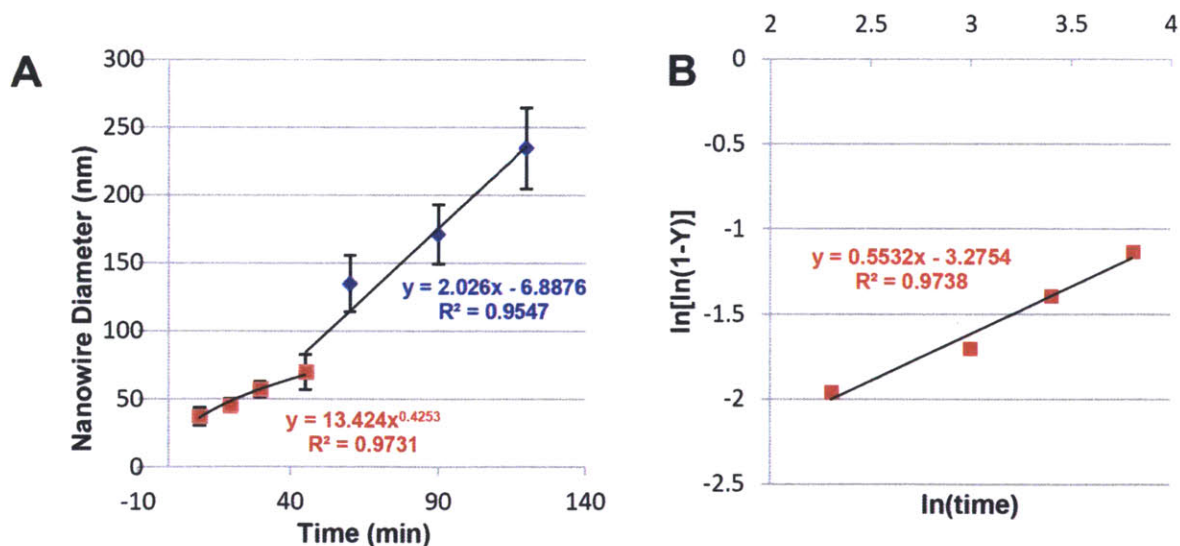 A
300
250
200
150
100
50
0
-10
40
90
140
Nanowire Diameter (nm)
Time (min)
y = 2.026x - 6.8876
R² = 0.9547
y = 13.424x^0.4253
R² = 0.9731
B
2
2.5
3
3.5
4
0
-0.5
-1
-1.5
-2
-2.5
ln[ln(1-Y)]
ln(time)
y = 0.5532x - 3.2754
R² = 0.9738